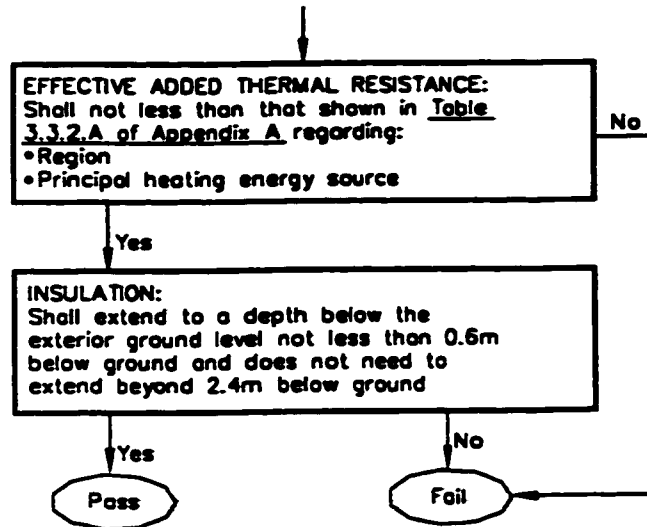 EFFECTIVE ADDED THERMAL RESISTANCE:
Shall not less than that shown in Table
3.3.2.A of Appendix A regarding:
•Region
•Principal heating energy source
No
Yes
INSULATION:
Shall extend to a depth below the
exterior ground level not less than 0.6m
below ground and does not need to
extend beyond 2.4m below ground
Yes
No
Pass
Fail